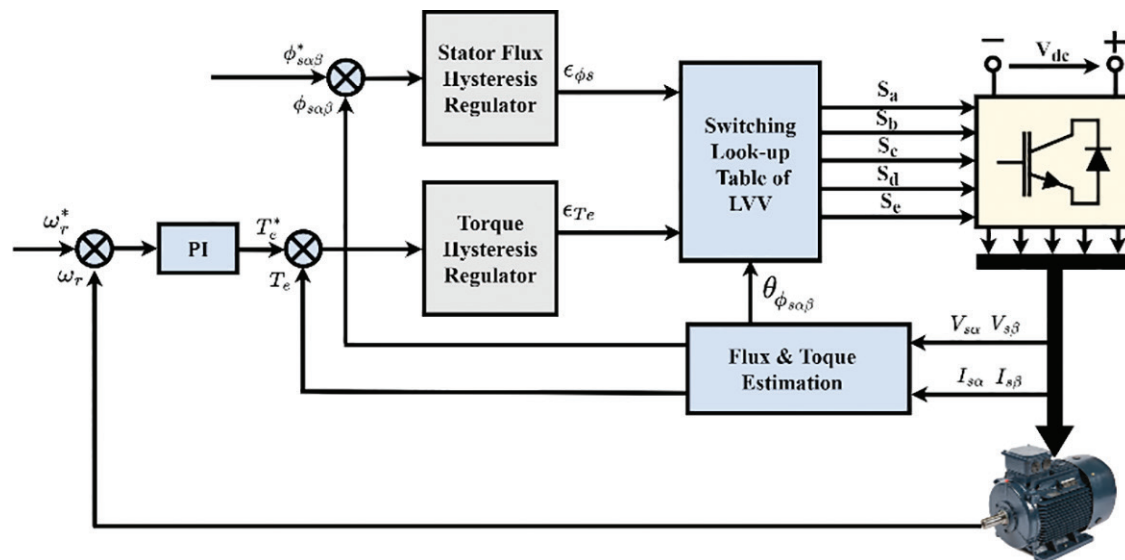 ϕ*sαβ
ϕsαβ
Stator Flux
Hysteresis
Regulator
ϵϕs
− Vdc +
Switching
Look-up
Table of
LVV
Sa
Sb
Sc
Sd
Se
ω*r
ωr
PI
T*e
Te
Torque
Hysteresis
Regulator
ϵTe
θϕsαβ
Flux & Toque
Estimation
Vsα Vsβ
Isα Isβ